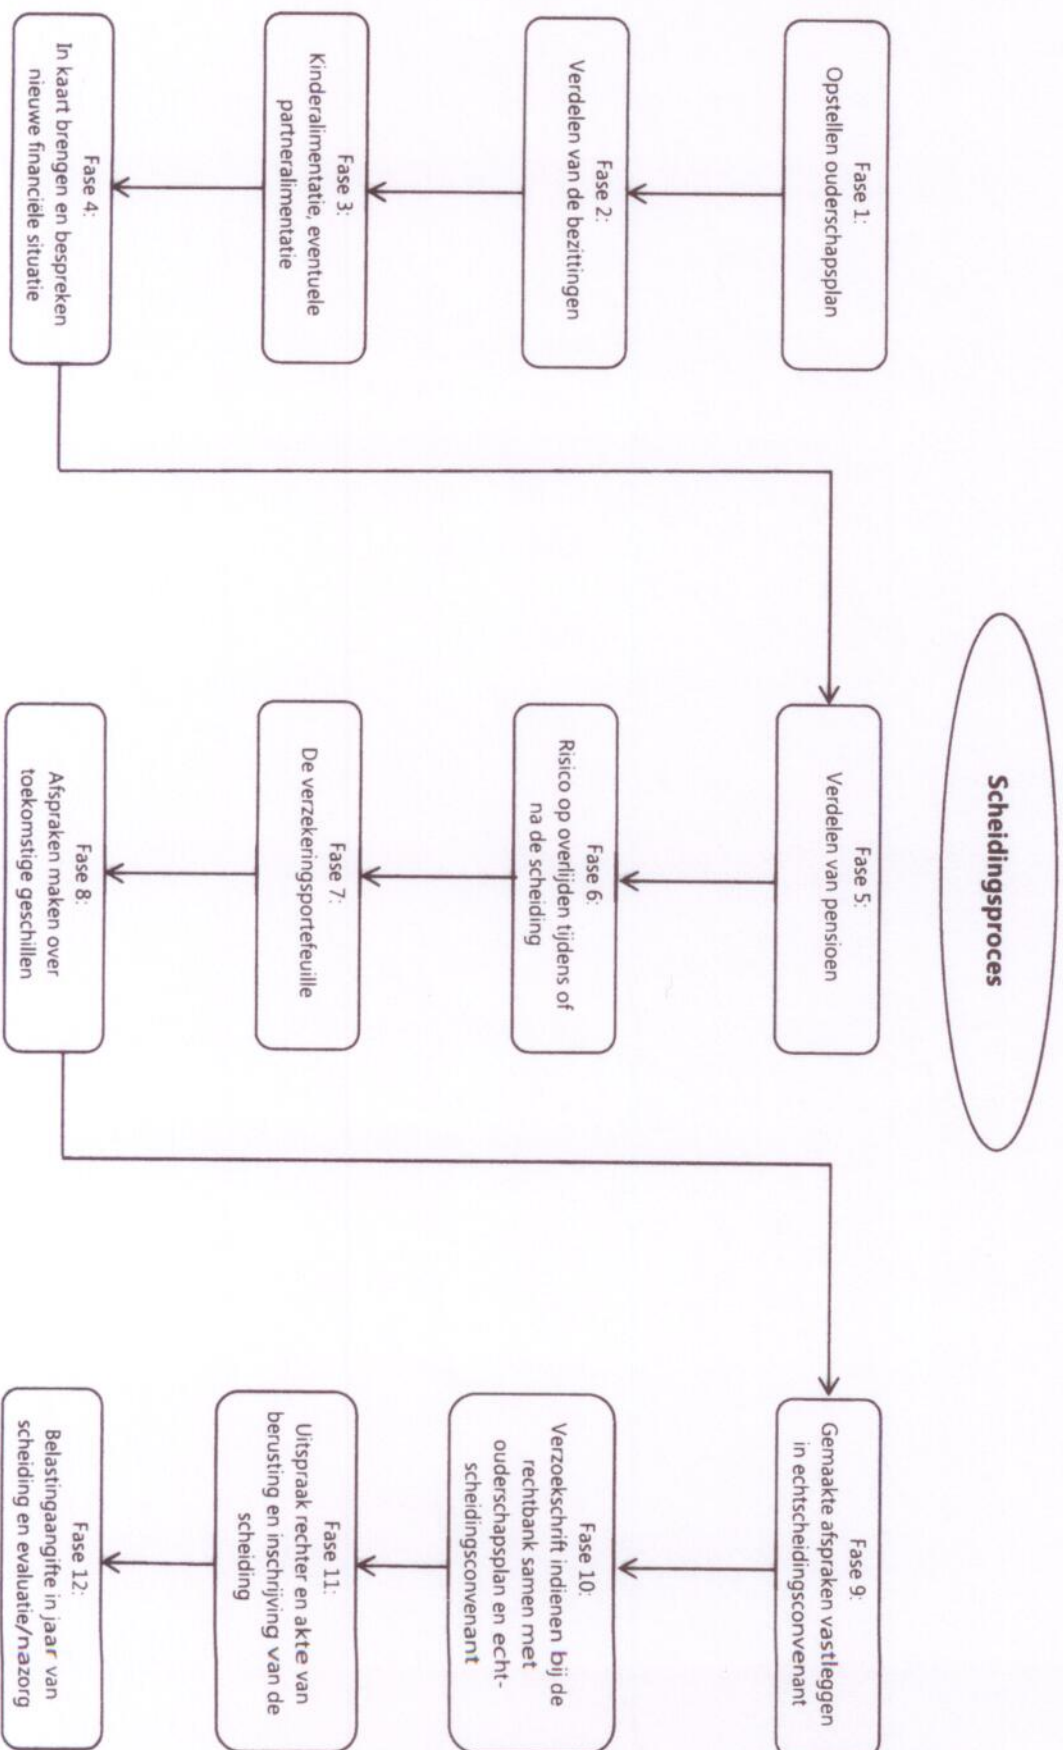 Scheidingsproces
Fase 1:
Opstellen ouderschapsplan
Fase 2:
Verdelen van de bezittingen
Fase 3:
Kinderalimentatie, eventuele
partneralimentatie
Fase 4:
In kaart brengen en bespreken
nieuwe financiële situatie
Fase 5:
Verdelen van pensioen
Fase 6:
Risico op overlijden tijdens of
na de scheiding
Fase 7:
De verzekeringsportefeuille
Fase 8:
Afspraken maken over
toekomstige geschillen
Fase 9:
Gemaakte afspraken vastleggen
in echtscheidingsconvenant
Fase 10:
Verzoekschrift indienen bij de
rechtbank samen met
ouderschapsplan en echt-
scheidingsconvenant
Fase 11:
Uitspraak rechter en akte van
berusting en inschrijving van de
scheiding
Fase 12:
Belastingaangifte in jaar van
scheiding en evaluatie/nazorg